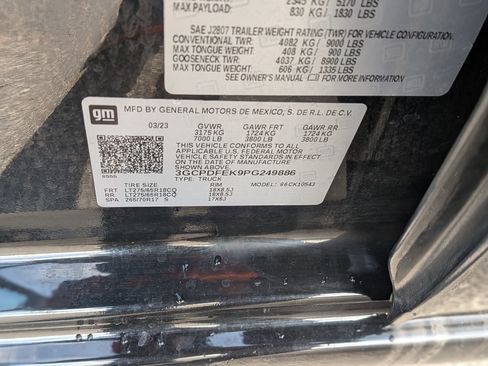 2345 KG/ 5170 LBS
MAX PAYLOAD: 830 KG/ 1830 LBS
SAE J2807 TRAILER WEIGHT RATING (TWR) FOR VEHICLE CONFIGURATION.
CONVENTIONAL TWR: 4082 KG/ 9000 LBS
MAX TONGUE WEIGHT: 408 KG/ 900 LBS
GOOSENECK TWR: 4037 KG/ 8900 LBS
MAX TONGUE WEIGHT: 606 KG/ 1335 LBS
SEE OWNER'S MANUAL FOR MORE INFORMATION
gm
MFD BY GENERAL MOTORS DE MEXICO, S. DE R.L. DE C.V.
03/23 GVWR GAWR FRT GAWR RR
3175 KG 1724 KG 1724 KG
7000 LB 3800 LB 3800 LB
THIS VEHICLE CONFORMS TO ALL APPLICABLE U.S. FEDERAL MOTOR
VEHICLE SAFETY STANDARDS IN EFFECT ON THE DATE OF
MANUFACTURE SHOWN ABOVE.
3GCPDFEK9PG249886
TYPE: TRUCK MODEL:
TIRE SIZE RIM
FRT LT275/65R18CQ 18X8.5J
RR LT275/65R18CQ 18X8.5J
SPA 265/70R17 S 17X8J